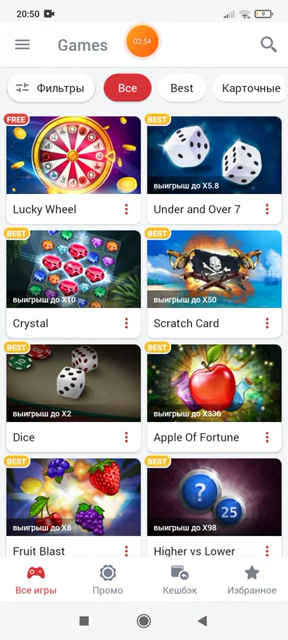 20:50
9
Games
02:54
Фильтры
Все
Best
Карточные
FREE
BEST
выигрыш до X5.8
Lucky Wheel
Under and Over 7
BEST
BEST
выигрыш до X10
выигрыш до X50
Crystal
Scratch Card
BEST
BEST
выигрыш до X2
выигрыш до X336
Dice
Apple Of Fortune
BEST
BEST
?
25
выигрыш до X8
выигрыш до X98
Fruit Blast
Higher vs Lower
Все игры
Промо
Кешбэк
Избранное